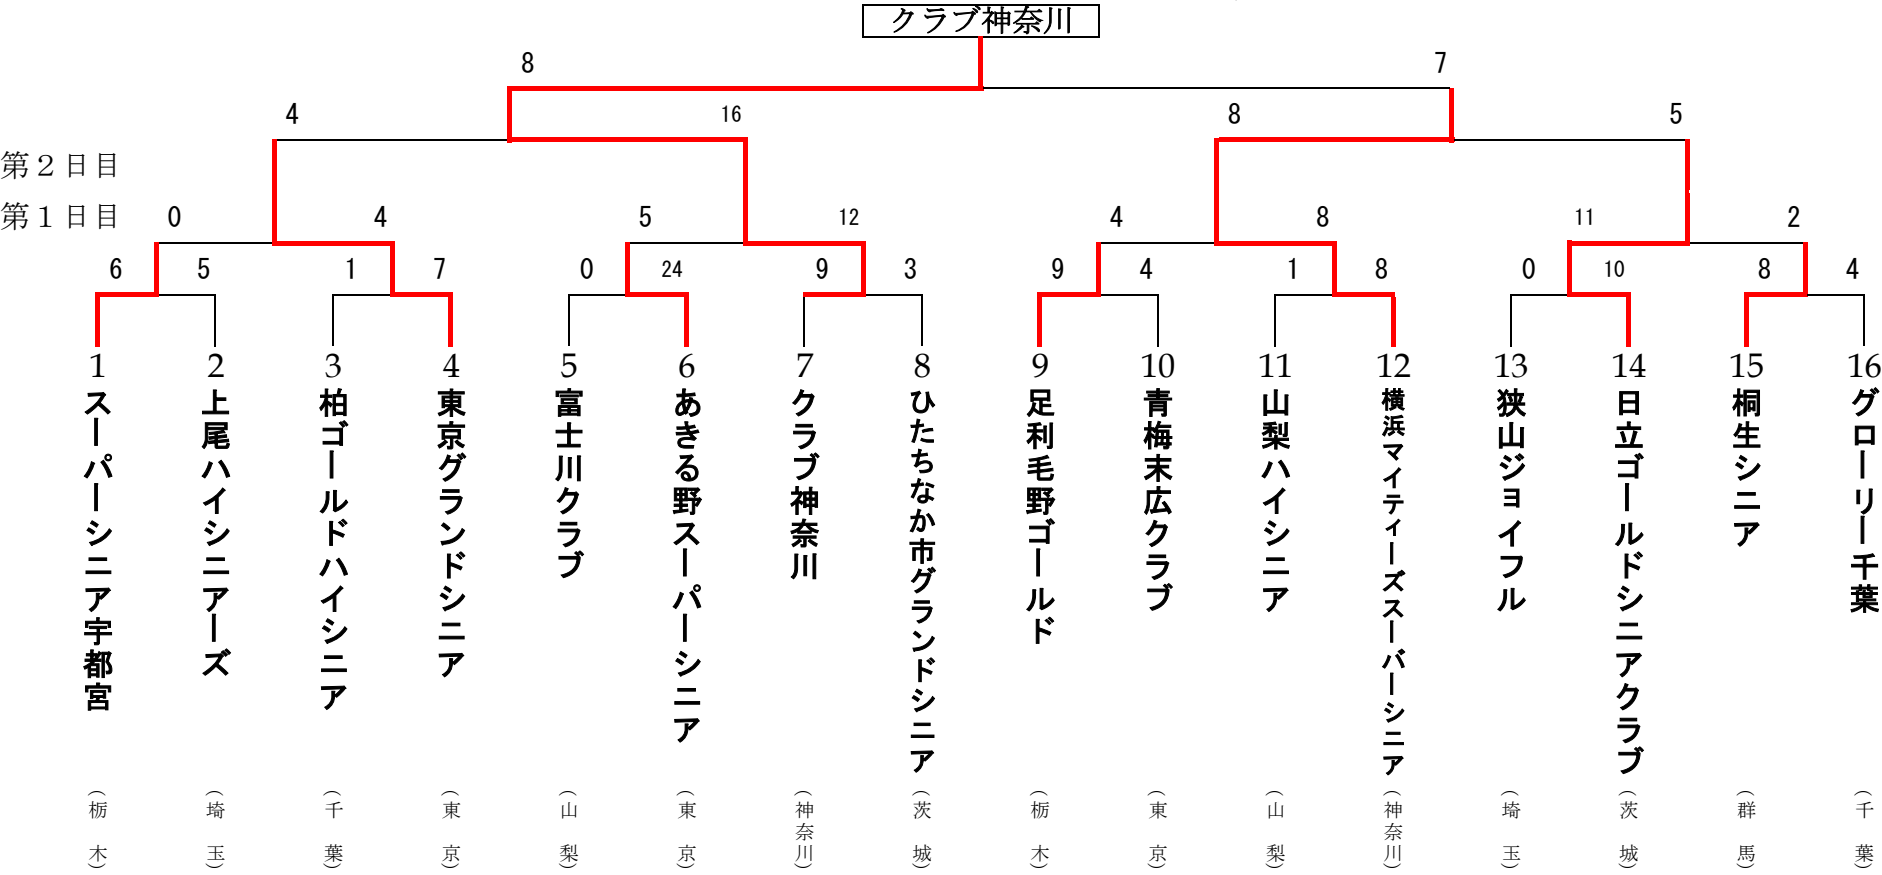 クラブ神奈川
8 7
4 16 8 5
第２日目
第１日目 0 4 5 12 4 8 11 2
6 5 1 7 0 24 9 3 9 4 1 8 0 10 8 4
1 2 3 4 5 6 7 8 9 10 11 12 13 14 15 16
スーパーシニア宇都宮
上尾ハイシニアーズ
柏ゴールドハイシニア
東京グランドシニア
富士川クラブ
あきる野スーパーシニア
クラブ神奈川
ひたちなか市グランドシニア
足利毛野ゴールド
青梅末広クラブ
山梨ハイシニア
横浜マイティーズスーパーシニア
狭山ジョイフル
日立ゴールドシニアクラブ
桐生シニア
グローリー千葉
（栃木）
（埼玉）
（千葉）
（東京）
（山梨）
（東京）
（神奈川）
（茨城）
（栃木）
（東京）
（山梨）
（神奈川）
（埼玉）
（茨城）
（群馬）
（千葉）